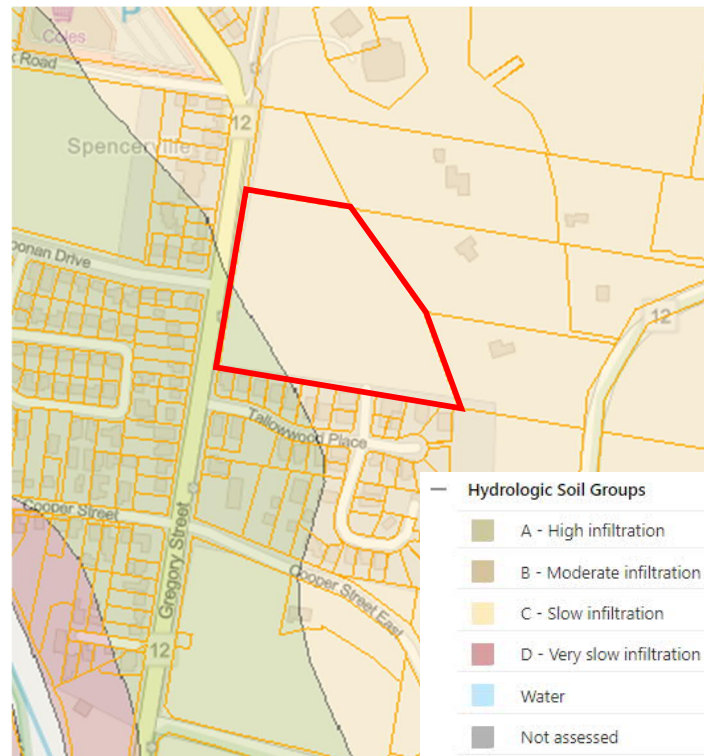 P
Coles
Road
12
Spencerville
oonan Drive
12
Tallowwood Place
Cooper Street
Gregory Street
Cooper Street East
12
Hydrologic Soil Groups
A - High infiltration
B - Moderate infiltration
C - Slow infiltration
D - Very slow infiltration
Water
Not assessed